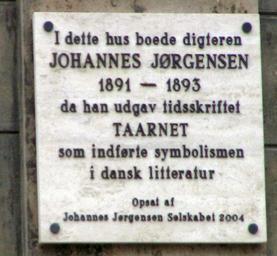 I dette hus boede digteren
JOHANNES JØRGENSEN
1891 — 1893
da han udgav tidsskriftet
TAARNET
som indførte symbolismen
i dansk litteratur
Opsat af
Johannes Jørgensen Selskabet 2004